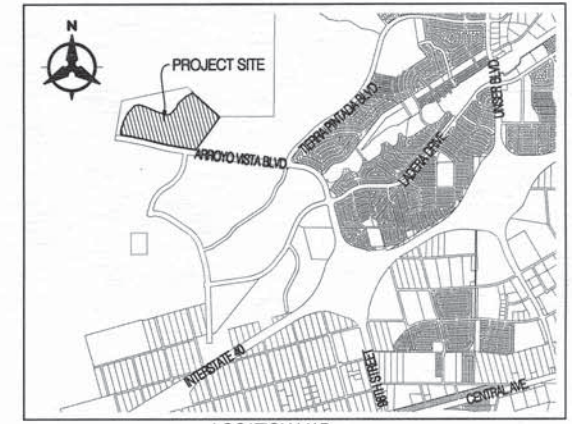 N
PROJECT SITE
TIERRA PINTADA BLVD.
UNSER BLVD.
ARROYO VISTA BLVD.
LADERA DRIVE
INTERSTATE 40
98TH STREET
CENTRAL AVE.